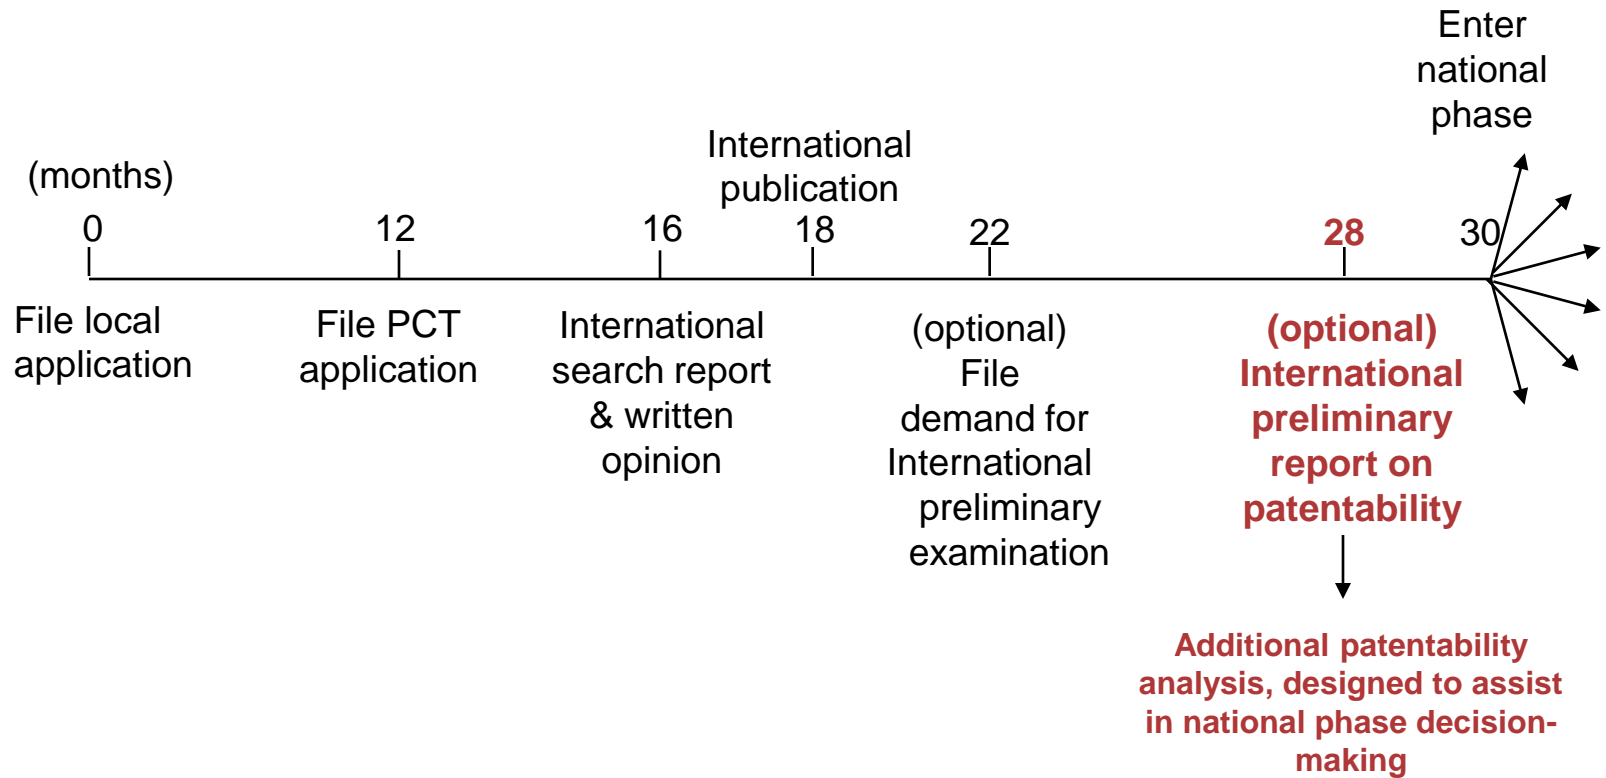 Enter
national
phase
International
publication
(months)
0
12
16
18
22
28
30
File local
application
File PCT
application
International
search report
& written
opinion
(optional)
File
demand for
International
preliminary
examination
(optional)
International
preliminary
report on
patentability
Additional patentability
analysis, designed to assist
in national phase decision-
making